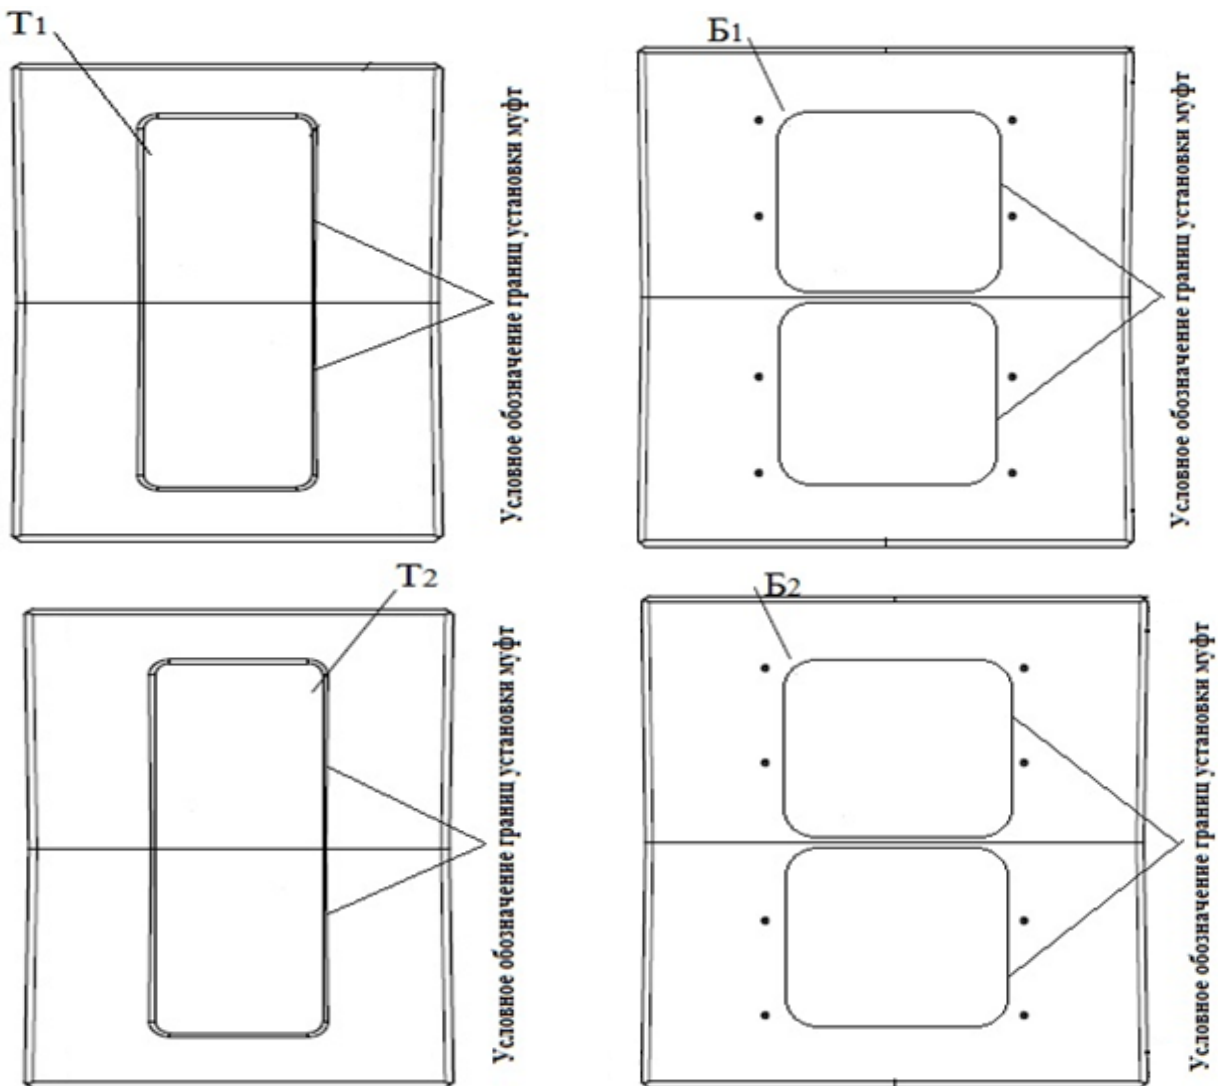 Т1
Условное обозначение границ установки муфт
Б1
Условное обозначение границ установки муфт
Т2
Условное обозначение границ установки муфт
Б2
Условное обозначение границ установки муфт